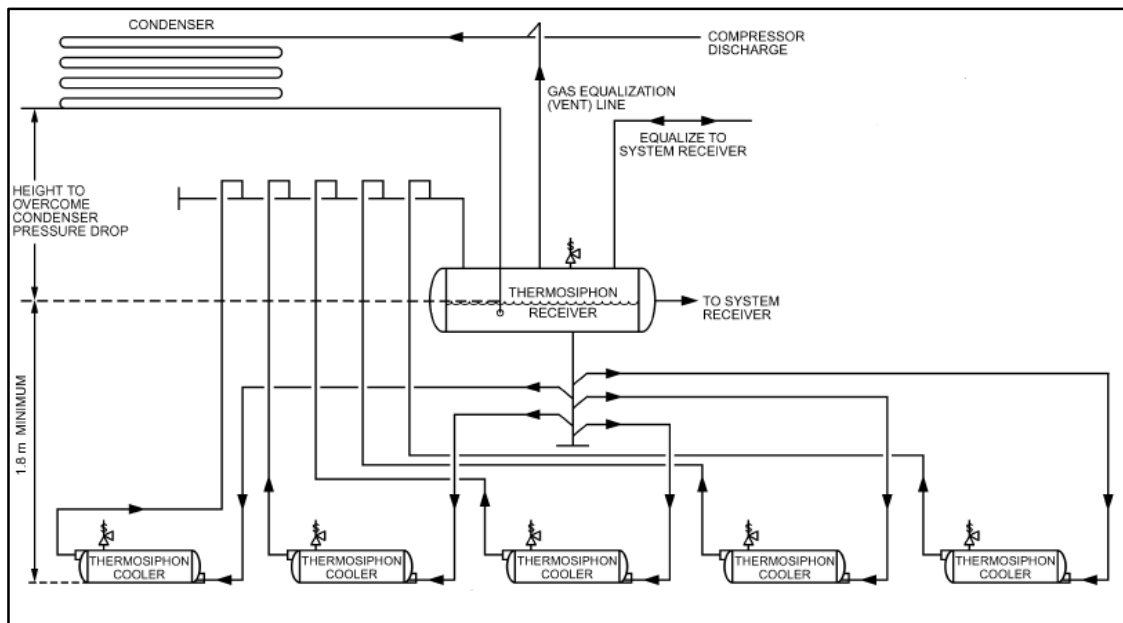 CONDENSER
COMPRESSOR
DISCHARGE
GAS EQUALIZATION
(VENT) LINE
EQUALIZE TO
SYSTEM RECEIVER
HEIGHT TO
OVERCOME
CONDENSER
PRESSURE DROP
S
THERMOSIPHON
RECEIVER
TO SYSTEM
RECEIVER
1.8 m MINIMUM
S
THERMOSIPHON
COOLER
S
THERMOSIPHON
COOLER
S
THERMOSIPHON
COOLER
S
THERMOSIPHON
COOLER
S
THERMOSIPHON
COOLER